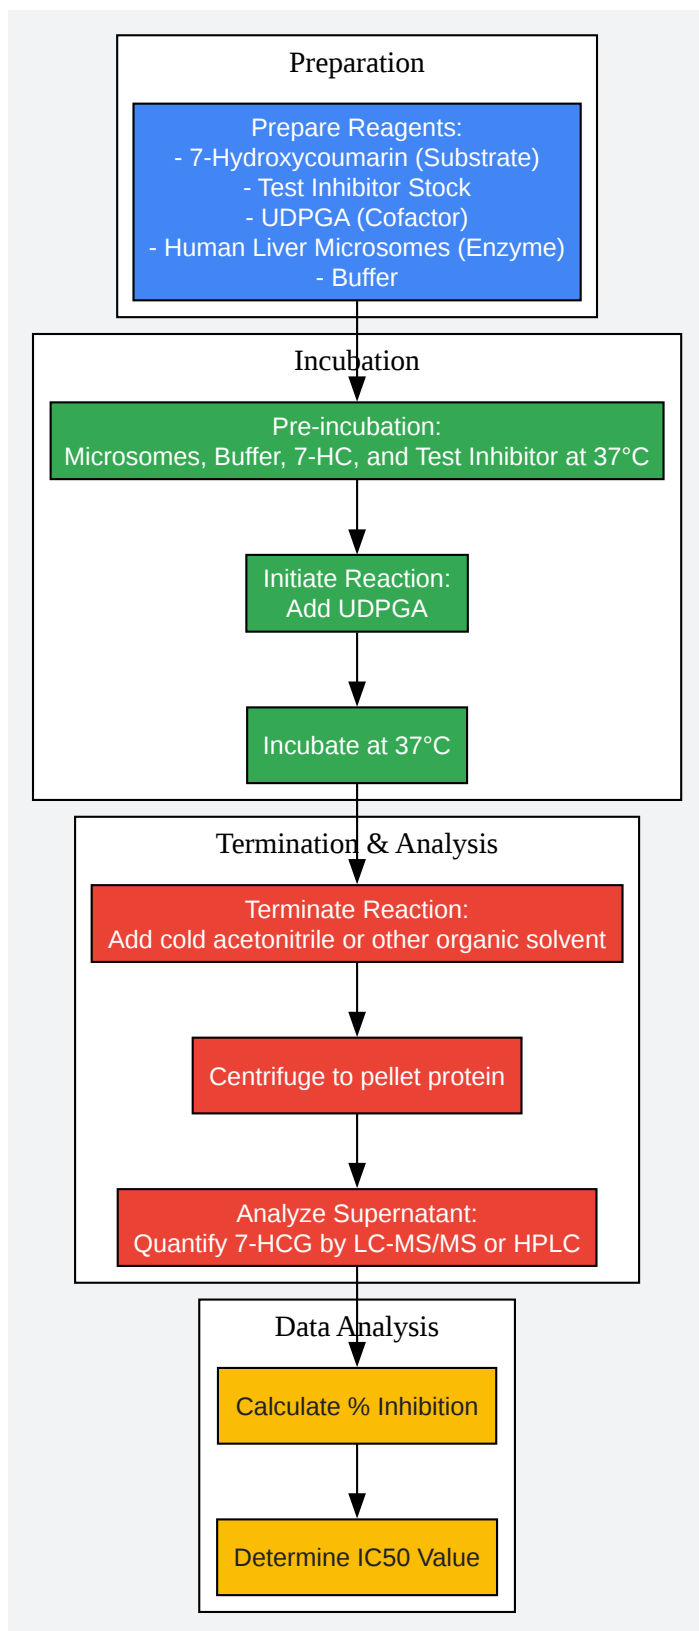 Preparation
Prepare Reagents:
- 7-Hydroxycoumarin (Substrate)
- Test Inhibitor Stock
- UDPGA (Cofactor)
- Human Liver Microsomes (Enzyme)
- Buffer
Incubation
Pre-incubation:
Microsomes, Buffer, 7-HC, and Test Inhibitor at 37°C
Initiate Reaction:
Add UDPGA
Incubate at 37°C
Termination & Analysis
Terminate Reaction:
Add cold acetonitrile or other organic solvent
Centrifuge to pellet protein
Analyze Supernatant:
Quantify 7-HCG by LC-MS/MS or HPLC
Data Analysis
Calculate % Inhibition
Determine IC50 Value